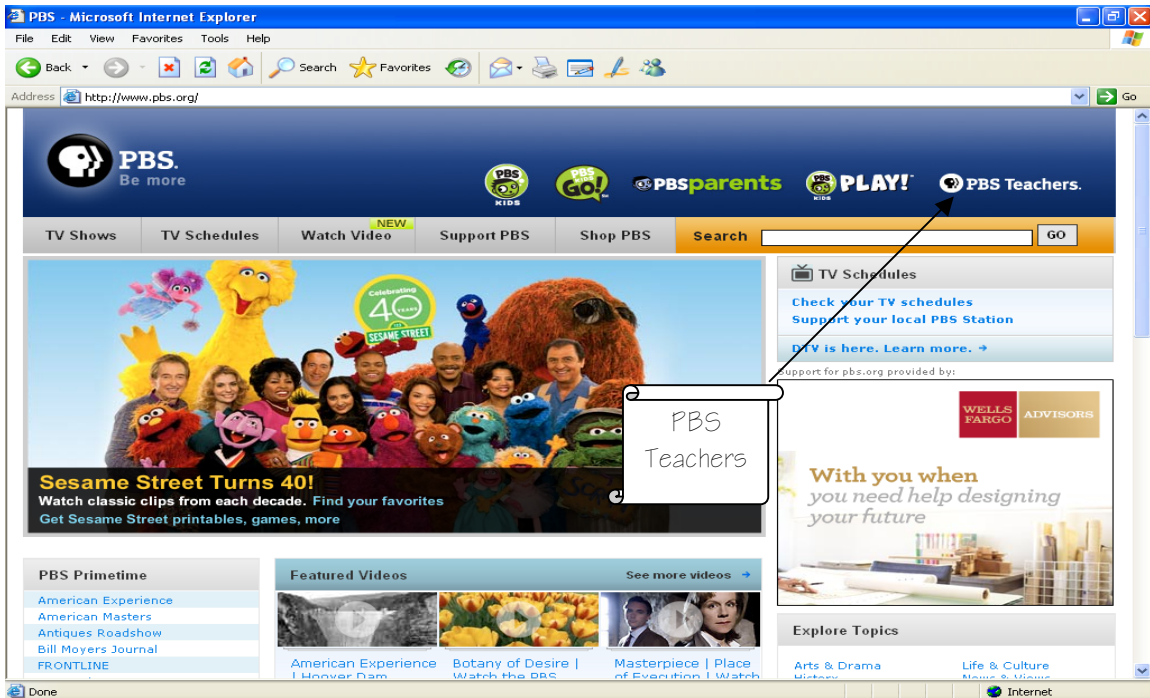 PBS - Microsoft Internet Explorer
File Edit View Favorites Tools Help
Back Search Favorites
Address http://www.pbs.org/ Go
PBS.
Be more
PBS
KIDS
PBS KIDS
GO!
PBSparents
PBS
KIDS
PLAY!
PBS Teachers.
NEW
TV Shows TV Schedules Watch Video Support PBS Shop PBS Search GO
Celebrating
40
YEARS
SESAME STREET
Sesame Street Turns 40!
Watch classic clips from each decade. Find your favorites
Get Sesame Street printables, games, more
TV Schedules
Check your TV schedules
Support your local PBS Station
DTV is here. Learn more. →
Support for pbs.org provided by:
PBS
Teachers
WELLS
FARGO
ADVISORS
With you when
you need help designing
your future
PBS Primetime
American Experience
American Masters
Antiques Roadshow
Bill Moyers Journal
FRONTLINE
Featured Videos See more videos →
American Experience
| Hoover Dam
Botany of Desire |
Watch the PBS
Masterpiece | Place
of Execution | Watch
Explore Topics
Arts & Drama Life & Culture
History News & Views
Done Internet